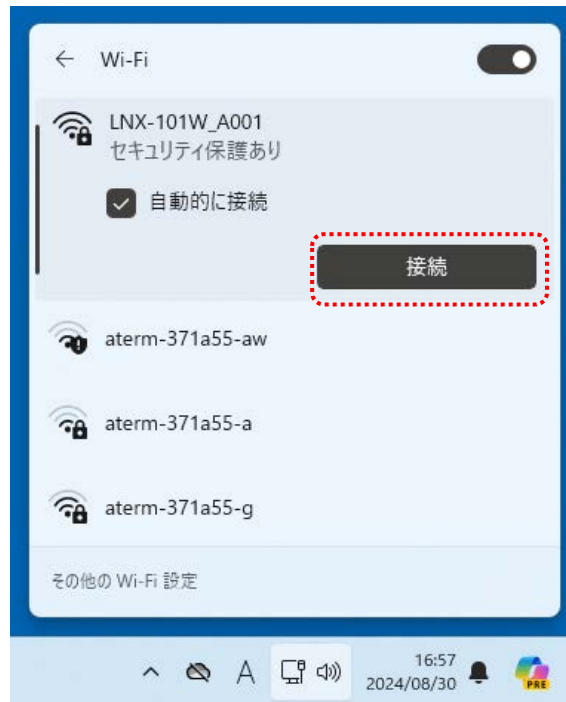 Wi-Fi
LNX-101W_A001
セキュリティ保護あり
自動的に接続
接続
aterm-371a55-aw
aterm-371a55-a
aterm-371a55-g
その他の Wi-Fi 設定
A
16:57
2024/08/30
PRE